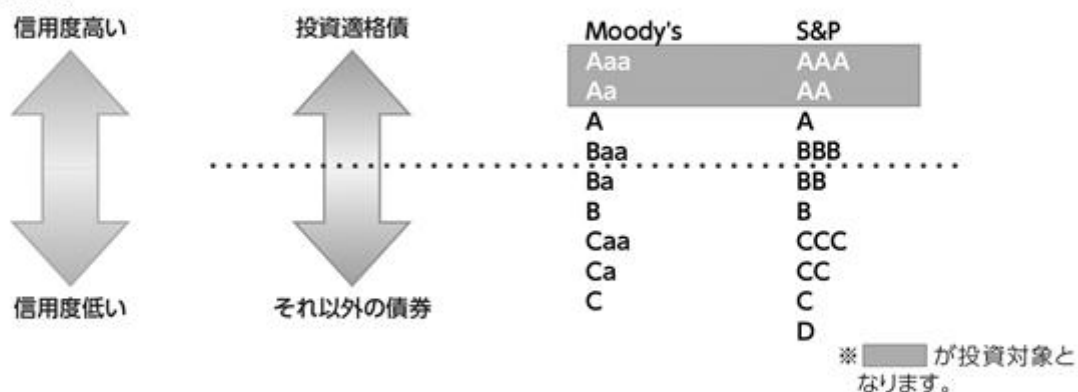 信用度高い 投資適格債 Moody's S&P
Aaa AAA
Aa AA
A A
Baa BBB
Ba BB
B B
Caa CCC
Ca CC
信用度低い それ以外の債券 C C
D
※ が投資対象と
なります。